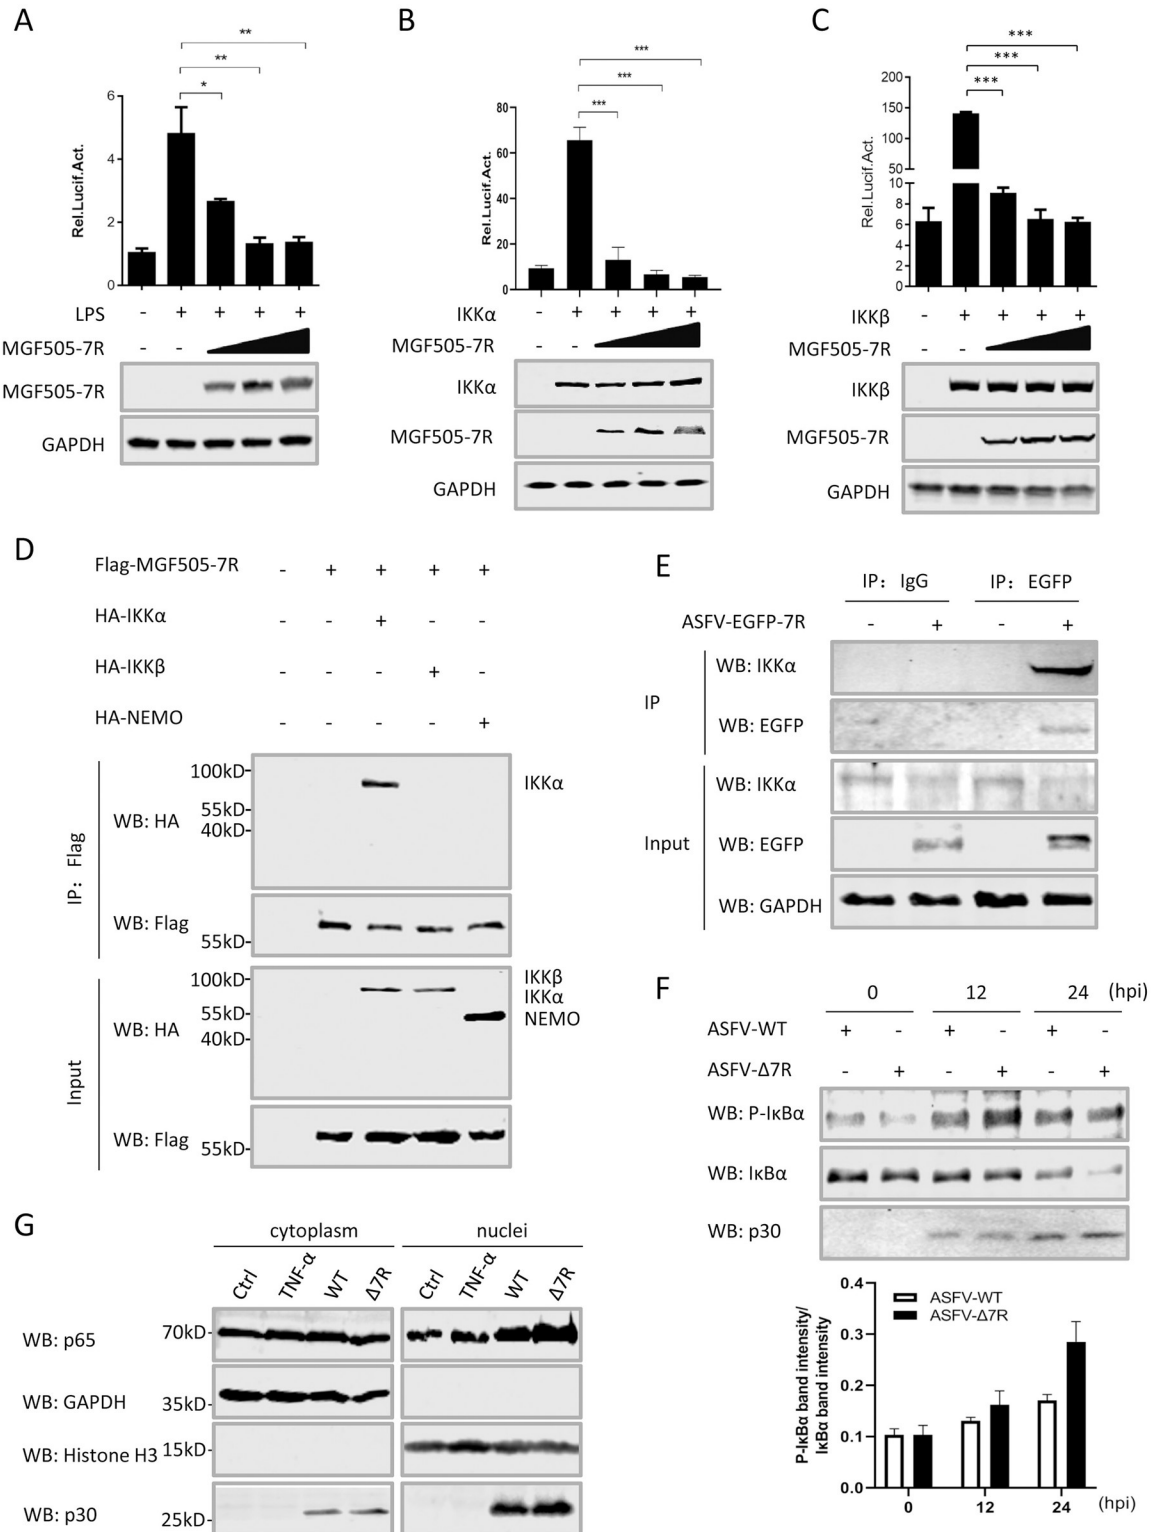 A
**
**
*
6
4
2
0
Rel.Lucif.Act.
LPS - + + + +
MGF505-7R - -
MGF505-7R
GAPDH
B
***
***
***
80
60
40
20
0
Rel.Lucif.Act.
IKKα - + + + +
MGF505-7R - -
IKKα
MGF505-7R
GAPDH
C
***
***
***
200
150
100
50
10
8
6
4
2
0
Rel.Lucif.Act.
IKKβ - + + + +
MGF505-7R - -
IKKβ
MGF505-7R
GAPDH
D
Flag-MGF505-7R - + + + +
HA-IKKα - - + - -
HA-IKKβ - - - + -
HA-NEMO - - - - +
IP: Flag
WB: HA
100kD-
55kD-
40kD-
IKKα
WB: Flag
55kD-
Input
WB: HA
100kD-
55kD-
40kD-
IKKβ
IKKα
NEMO
WB: Flag
55kD-
E
IP: IgG IP: EGFP
ASFV-EGFP-7R - + - +
IP
WB: IKKα
WB: EGFP
Input
WB: IKKα
WB: EGFP
WB: GAPDH
F
0 12 24 (hpi)
ASFV-WT + - + - + -
ASFV-Δ7R - + - + - +
WB: P-IκBα
WB: IκBα
WB: p30
0.4
0.3
0.2
0.1
0.0
P-IκBα band intensity/
IκBα band intensity
ASFV-WT
ASFV-Δ7R
0 12 24 (hpi)
G
cytoplasm nuclei
Ctrl TNF-α WT Δ7R Ctrl TNF-α WT Δ7R
WB: p65 70kD-
WB: GAPDH 35kD-
WB: Histone H3 15kD-
WB: p30 25kD-